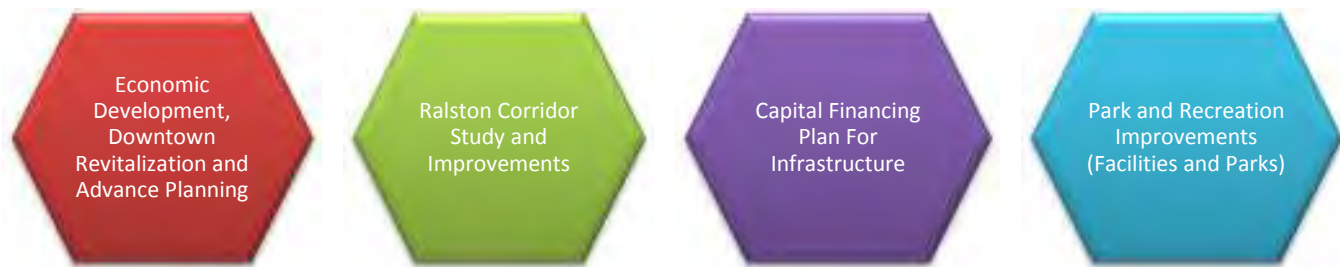 Economic
Development,
Downtown
Revitalization and
Advance Planning
Ralston Corridor
Study and
Improvements
Capital Financing
Plan For
Infrastructure
Park and Recreation
Improvements
(Facilities and Parks)